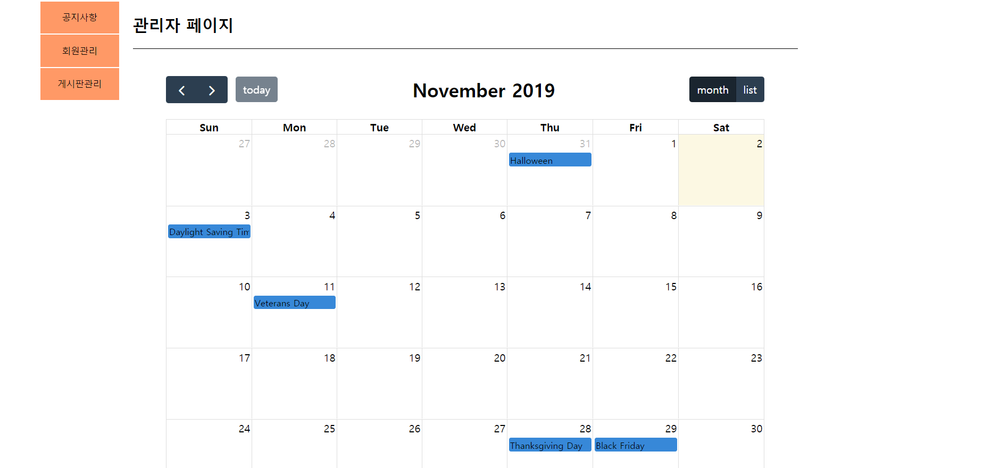 공지사항
회원관리
게시판관리
관리자 페이지
today
November 2019
month list
Sun Mon Tue Wed Thu Fri Sat
27 28 29 30 31 1 2
Halloween
3 4 5 6 7 8 9
Daylight Saving Tim
10 11 12 13 14 15 16
Veterans Day
17 18 19 20 21 22 23
24 25 26 27 28 29 30
Thanksgiving Day Black Friday